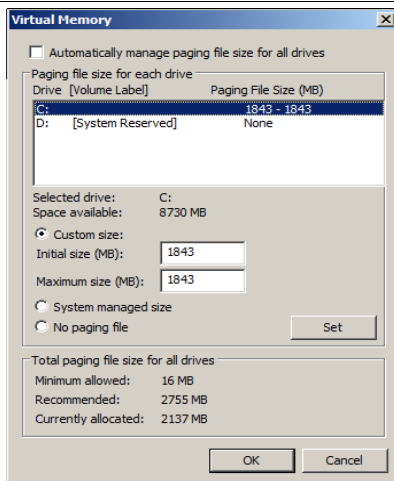 Virtual Memory
Automatically manage paging file size for all drives
Paging file size for each drive
Drive [Volume Label] Paging File Size (MB)
C: 1843 - 1843
D: [System Reserved] None
Selected drive: C:
Space available: 8730 MB
Custom size:
Initial size (MB): 1843
Maximum size (MB): 1843
System managed size
No paging file Set
Total paging file size for all drives
Minimum allowed: 16 MB
Recommended: 2755 MB
Currently allocated: 2137 MB
OK Cancel